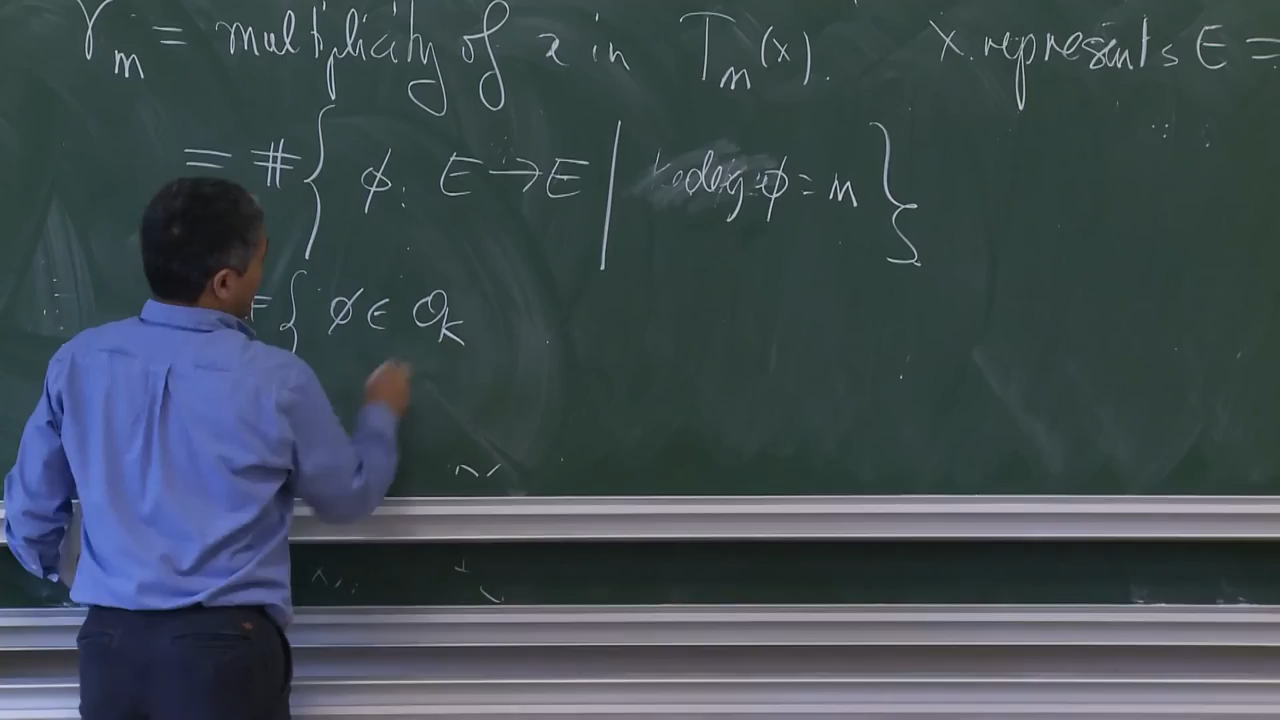 r_m = multiplicity of x in T_m(x). X represents E =
= # { φ: E → E | deg φ = m }
{ φ ∈ O_K